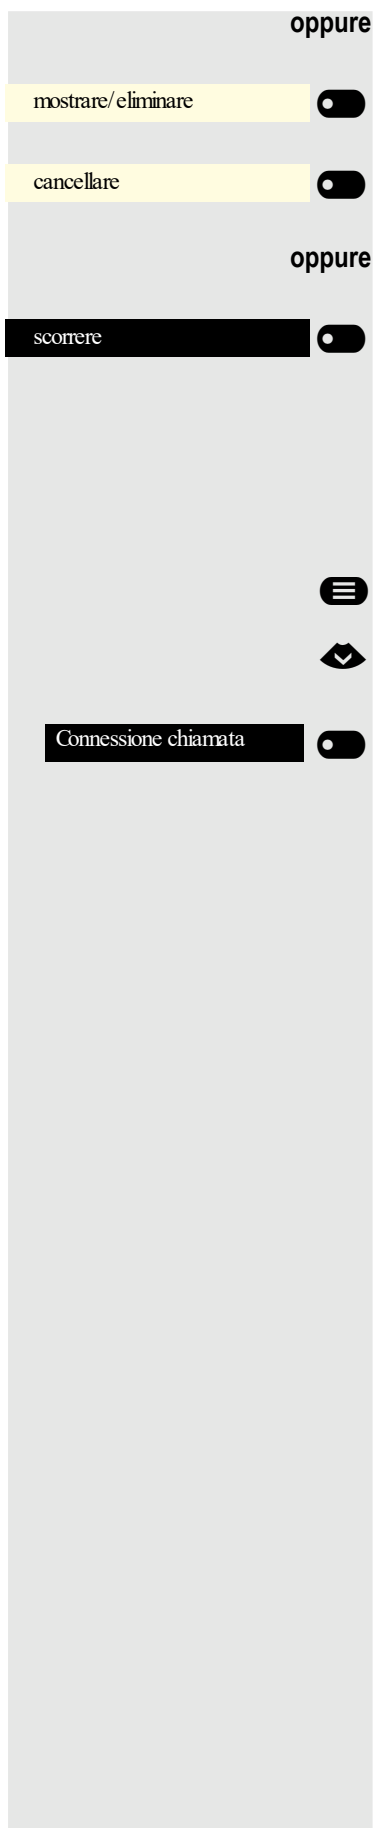 oppure
mostrare/eliminare
cancellare
oppure
scorrere
Connessione chiamata